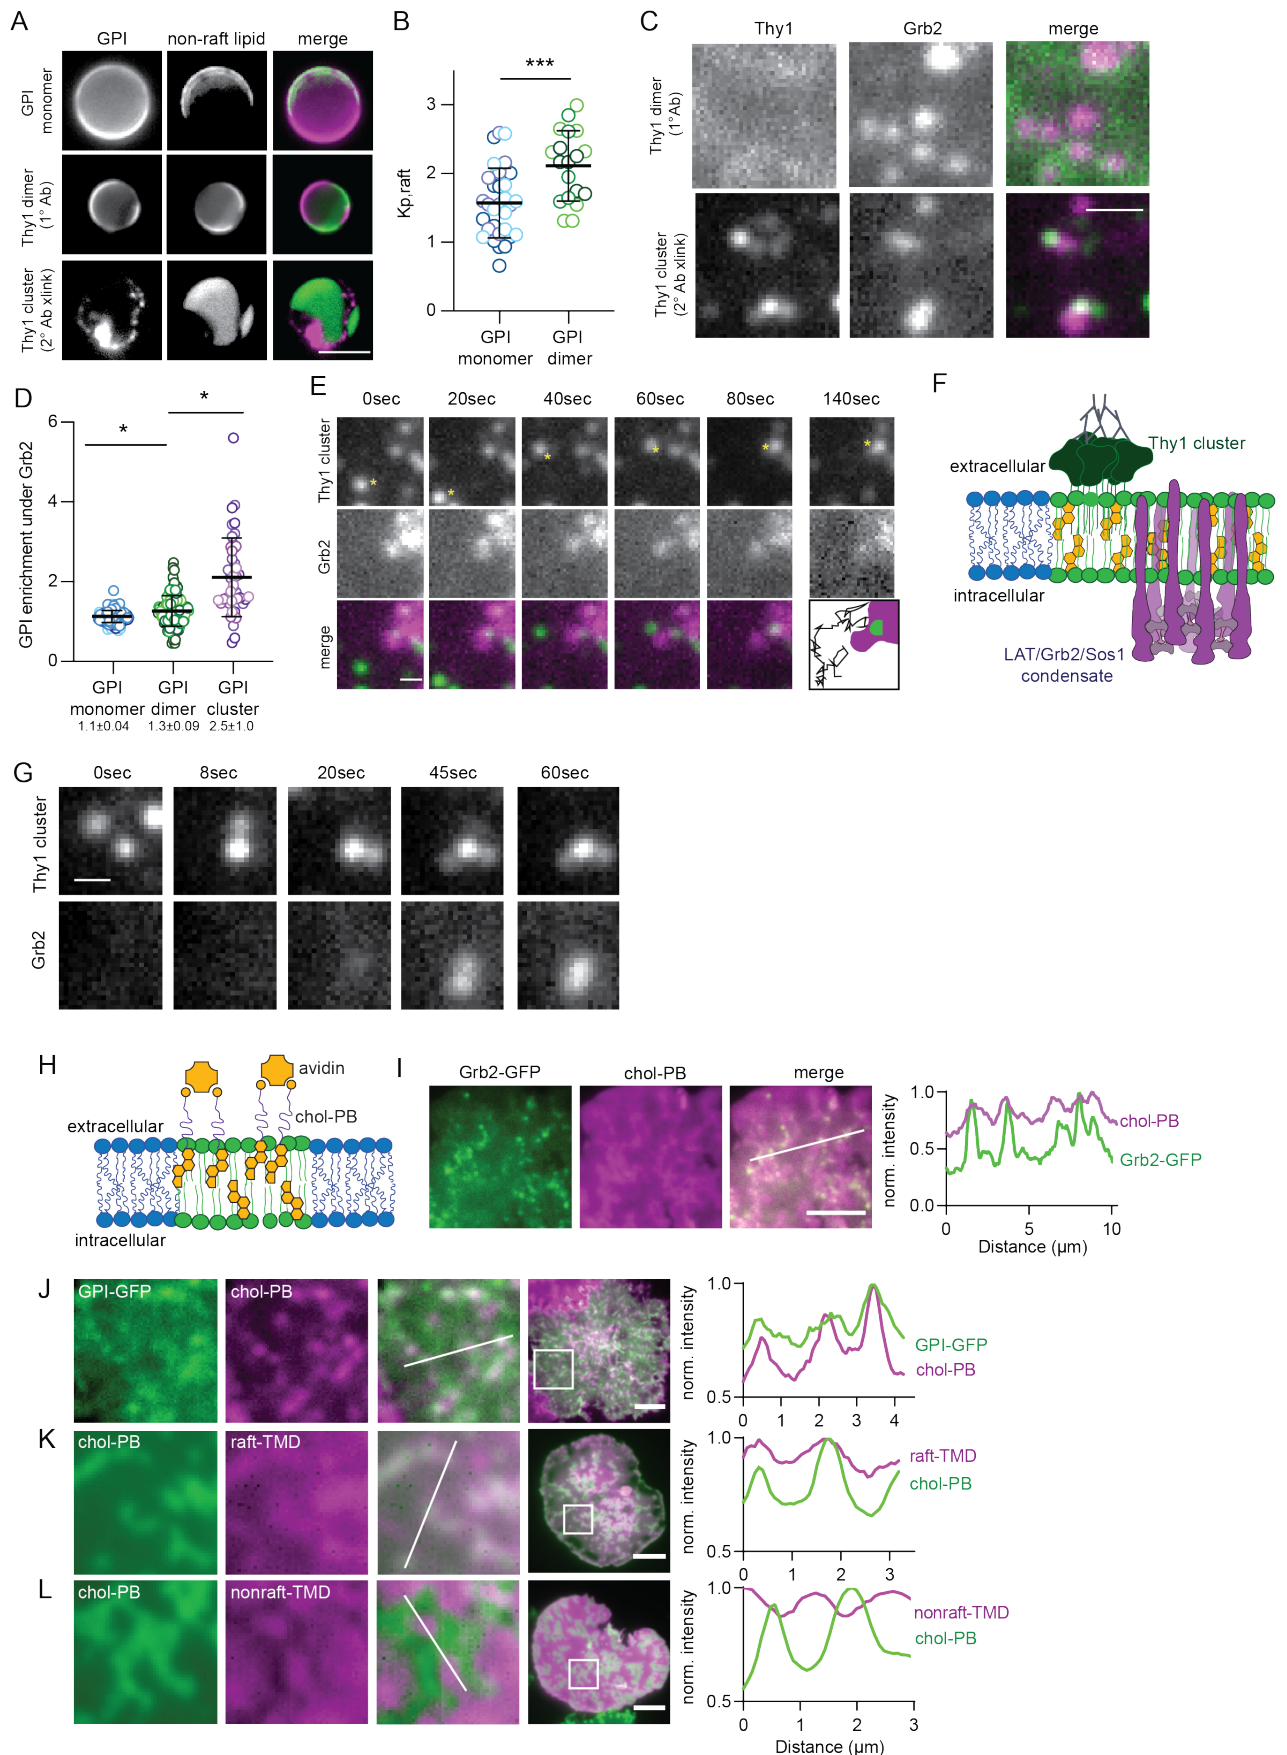 A
GPI
non-raft lipid
merge
GPI
monomer
Thy1 dimer
(1° Ab)
Thy1 cluster
(2° Ab xlink)
B
***
3
2
1
0
Kp,raft
GPI
monomer
GPI
dimer
C
Thy1
Grb2
merge
Thy1 dimer
(1°Ab)
Thy1 cluster
(2° Ab xlink)
D
*
*
6
4
2
0
GPI enrichment under Grb2
GPI
monomer
1.1±0.04
GPI
dimer
1.3±0.09
GPI
cluster
2.5±1.0
E
0sec
20sec
40sec
60sec
80sec
140sec
Thy1 cluster
* * * * * *
Grb2
merge
F
Thy1 cluster
extracellular
intracellular
LAT/Grb2/Sos1
condensate
G
0sec
8sec
20sec
45sec
60sec
Thy1 cluster
Grb2
H
avidin
chol-PB
extracellular
intracellular
I
Grb2-GFP
chol-PB
merge
norm. intensity
1.0
0.5
0.0
0 5 10
Distance (µm)
chol-PB
Grb2-GFP
J
GPI-GFP
chol-PB
norm. intensity
1.0
0.5
0 1 2 3 4
GPI-GFP
chol-PB
K
chol-PB
raft-TMD
norm. intensity
1.0
0.5
0 1 2 3
raft-TMD
chol-PB
L
chol-PB
nonraft-TMD
norm. intensity
1.0
0.5
0 1 2 3
Distance (µm)
nonraft-TMD
chol-PB